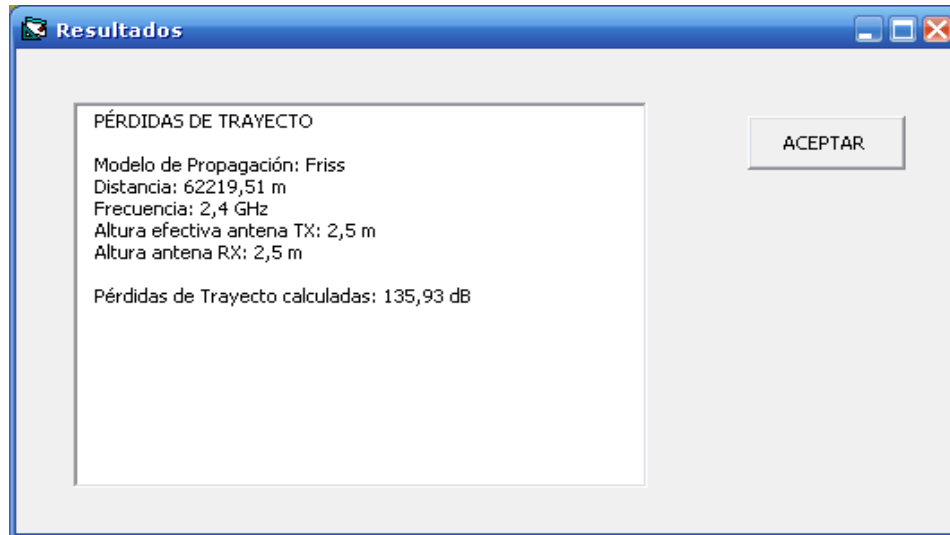 Resultados
PÉRDIDAS DE TRAYECTO
Modelo de Propagación: Friss
Distancia: 62219,51 m
Frecuencia: 2,4 GHz
Altura efectiva antena TX: 2,5 m
Altura antena RX: 2,5 m
Pérdidas de Trayecto calculadas: 135,93 dB
ACEPTAR